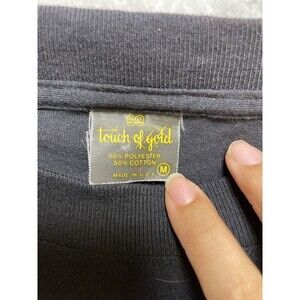 touch of gold
50% POLYESTER
50% COTTON
MADE IN U.S.A.
M